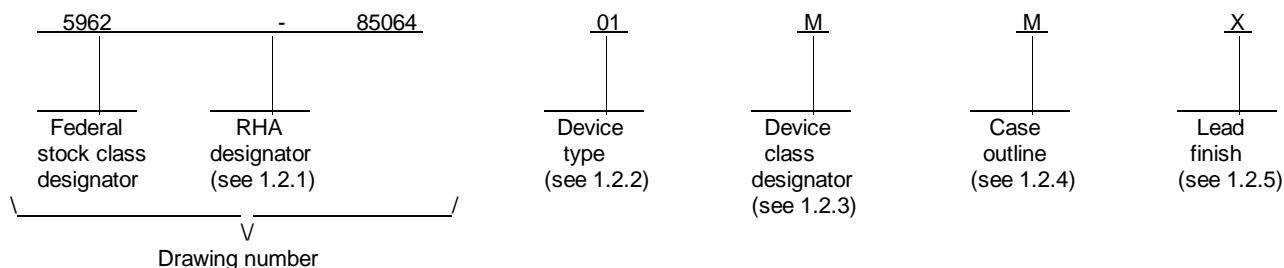 5962 - 85064 01 M M X
Federal stock class designator
RHA designator (see 1.2.1)
Device type (see 1.2.2)
Device class designator (see 1.2.3)
Case outline (see 1.2.4)
Lead finish (see 1.2.5)
\ / \/
Drawing number